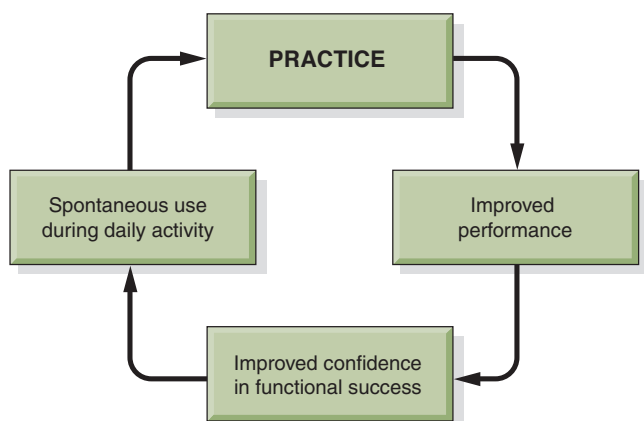 PRACTICE
Improved
performance
Improved confidence
in functional success
Spontaneous use
during daily activity